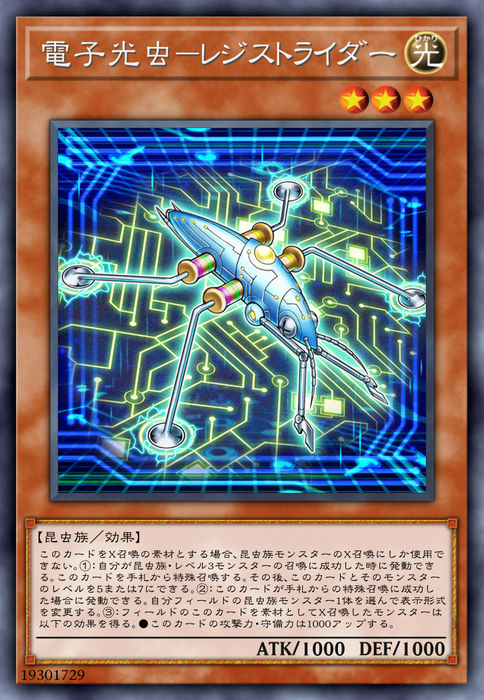 電子光虫－レジストライダー
ひかり
光
【昆虫族／効果】
このカードをX召喚の素材とする場合、昆虫族モンスターのX召喚にしか使用で
きない。①：自分が昆虫族・レベル3モンスターの召喚に成功した時に発動でき
る。このカードを手札から特殊召喚する。その後、このカードとそのモンスター
のレベルを5または7にできる。②：このカードが手札からの特殊召喚に成功し
た場合に発動できる。自分フィールドの昆虫族モンスター1体を選んで表示形式
を変更する。③：フィールドのこのカードを素材としてX召喚したモンスターは
以下の効果を得る。●このカードの攻撃力・守備力は1000アップする。
ATK/1000 DEF/1000
19301729